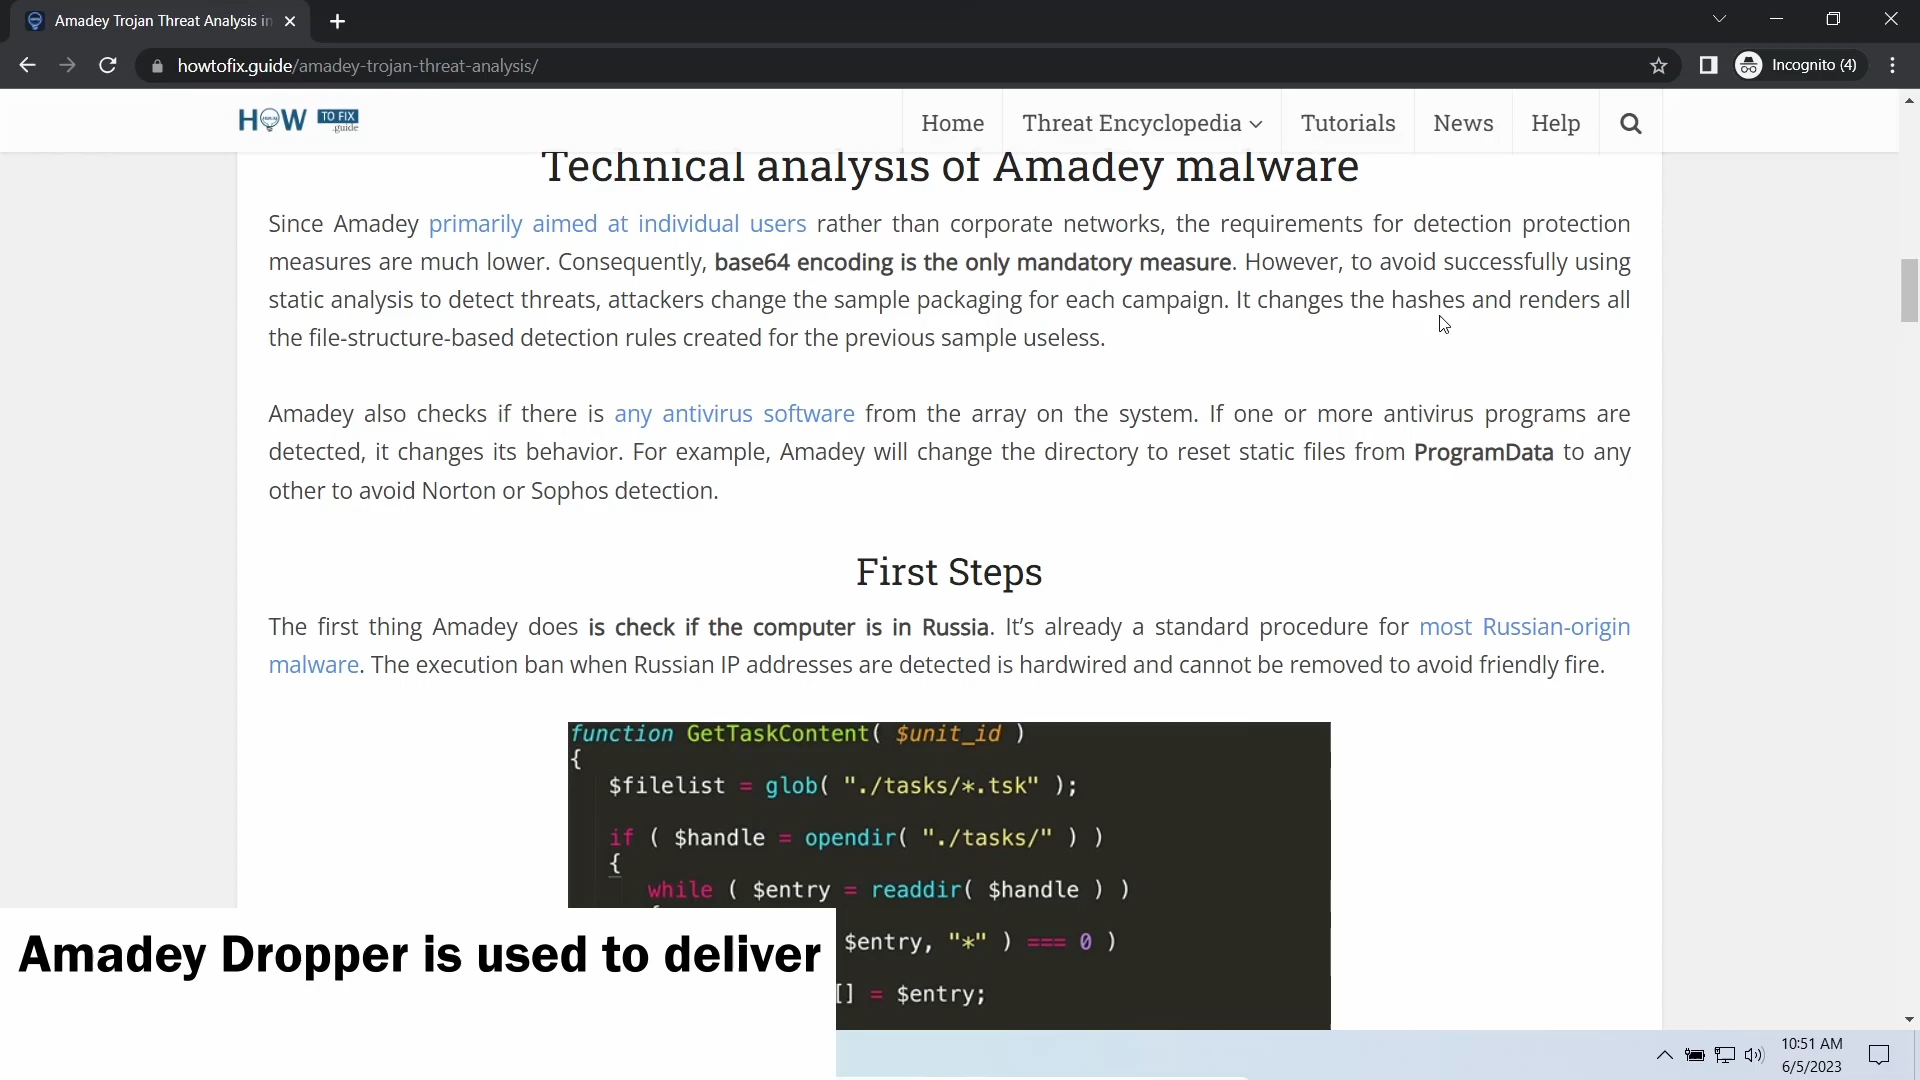 Amadey Trojan Threat Analysis in
howtofix.guide/amadey-trojan-threat-analysis/
Incognito (4)
HOW TO FIX .guide
Home Threat Encyclopedia Tutorials News Help
Technical analysis of Amadey malware
Since Amadey primarily aimed at individual users rather than corporate networks, the requirements for detection protection
measures are much lower. Consequently, base64 encoding is the only mandatory measure. However, to avoid successfully using
static analysis to detect threats, attackers change the sample packaging for each campaign. It changes the hashes and renders all
the file-structure-based detection rules created for the previous sample useless.
Amadey also checks if there is any antivirus software from the array on the system. If one or more antivirus programs are
detected, it changes its behavior. For example, Amadey will change the directory to reset static files from ProgramData to any
other to avoid Norton or Sophos detection.
First Steps
The first thing Amadey does is check if the computer is in Russia. It’s already a standard procedure for most Russian-origin
malware. The execution ban when Russian IP addresses are detected is hardwired and cannot be removed to avoid friendly fire.
function GetTaskContent( $unit_id )
{
$filelist = glob( "./tasks/*.tsk" );
if ( $handle = opendir( "./tasks/" ) )
{
while ( $entry = readdir( $handle ) )
$entry, "*" ) === 0 )
[] = $entry;
Amadey Dropper is used to deliver
10:51 AM
6/5/2023